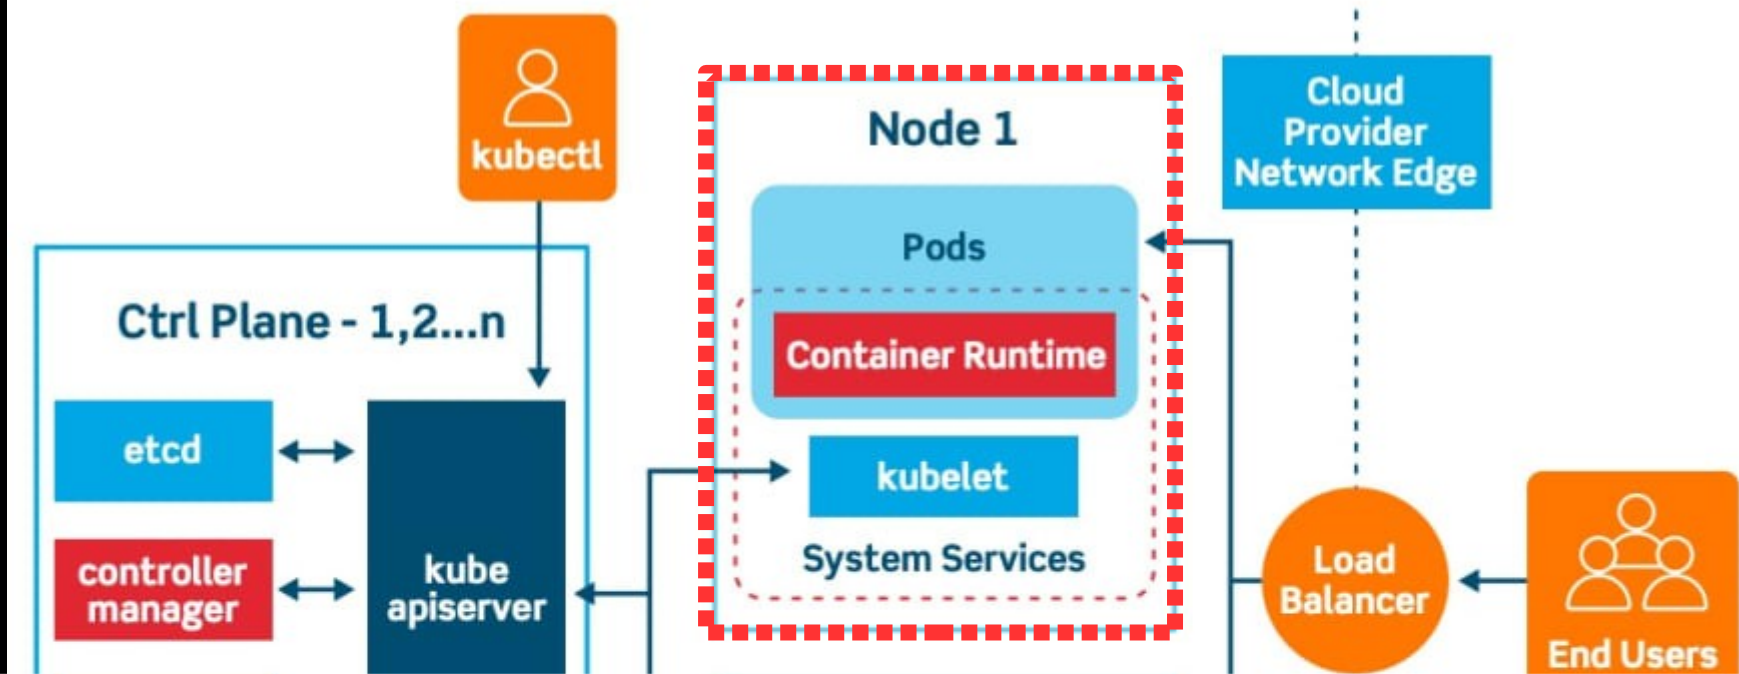 kubectl
Ctrl Plane - 1,2...n
etcd
controller
manager
kube
apiserver
Node 1
Pods
Container Runtime
kubelet
System Services
Cloud
Provider
Network Edge
Load
Balancer
End Users